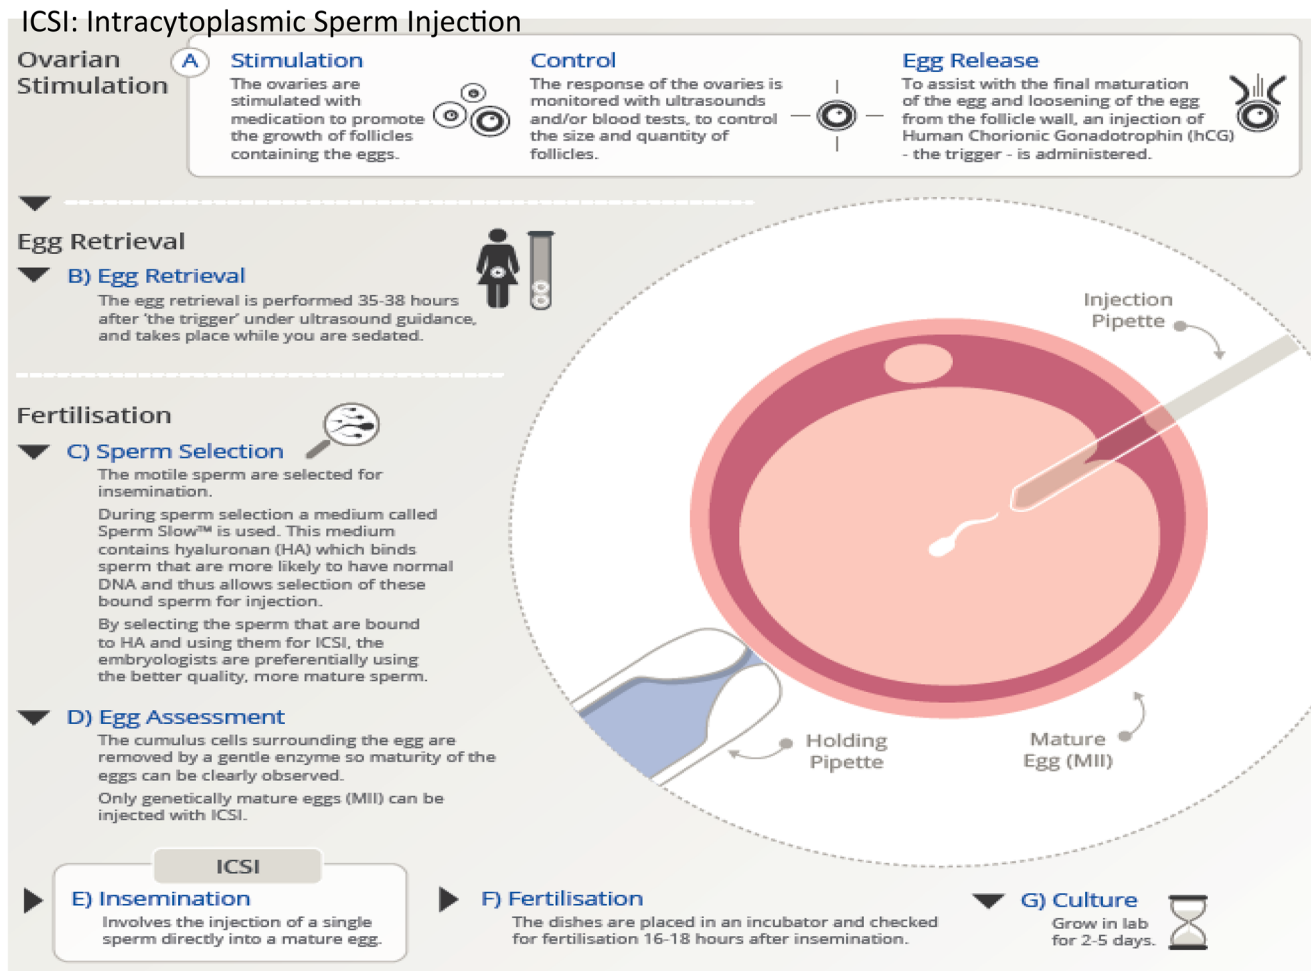 ICSI: Intracytoplasmic Sperm Injection
Ovarian
Stimulation
A
Stimulation
The ovaries are
stimulated with
medication to promote
the growth of follicles
containing the eggs.
Control
The response of the ovaries is
monitored with ultrasounds
and/or blood tests, to control
the size and quantity of
follicles.
Egg Release
To assist with the final maturation
of the egg and loosening of the egg
from the follicle wall, an injection of
Human Chorionic Gonadotrophin (hCG)
- the trigger - is administered.
Egg Retrieval
B) Egg Retrieval
The egg retrieval is performed 35-38 hours
after ‘the trigger’ under ultrasound guidance,
and takes place while you are sedated.
Fertilisation
C) Sperm Selection
The motile sperm are selected for
insemination.
During sperm selection a medium called
Sperm Slow™ is used. This medium
contains hyaluronan (HA) which binds
sperm that are more likely to have normal
DNA and thus allows selection of these
bound sperm for injection.
By selecting the sperm that are bound
to HA and using them for ICSI, the
embryologists are preferentially using
the better quality, more mature sperm.
D) Egg Assessment
The cumulus cells surrounding the egg are
removed by a gentle enzyme so maturity of the
eggs can be clearly observed.
Only genetically mature eggs (MII) can be
injected with ICSI.
Injection
Pipette
Holding
Pipette
Mature
Egg (MII)
ICSI
E) Insemination
Involves the injection of a single
sperm directly into a mature egg.
F) Fertilisation
The dishes are placed in an incubator and checked
for fertilisation 16-18 hours after insemination.
G) Culture
Grow in lab
for 2-5 days.